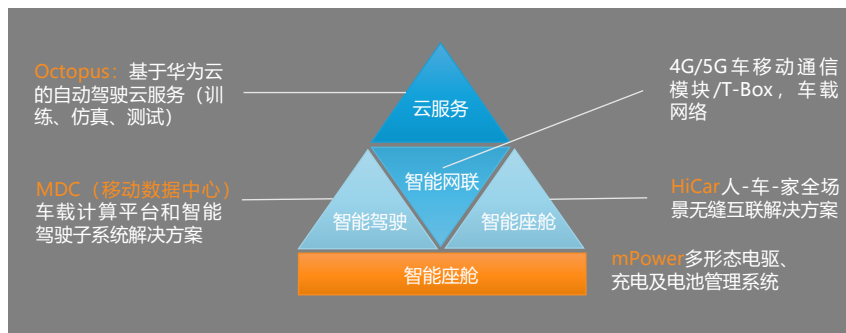 Octopus：基于华为云
的自动驾驶云服务（训
练、仿真、测试）
4G/5G车移动通信
模块/T-Box，车载
网络
云服务
智能网联
MDC（移动数据中心）
车载计算平台和智能
驾驶子系统解决方案
智能驾驶
智能座舱
HiCar人-车-家全场
景无缝互联解决方案
智能座舱
mPower多形态电驱、
充电及电池管理系统